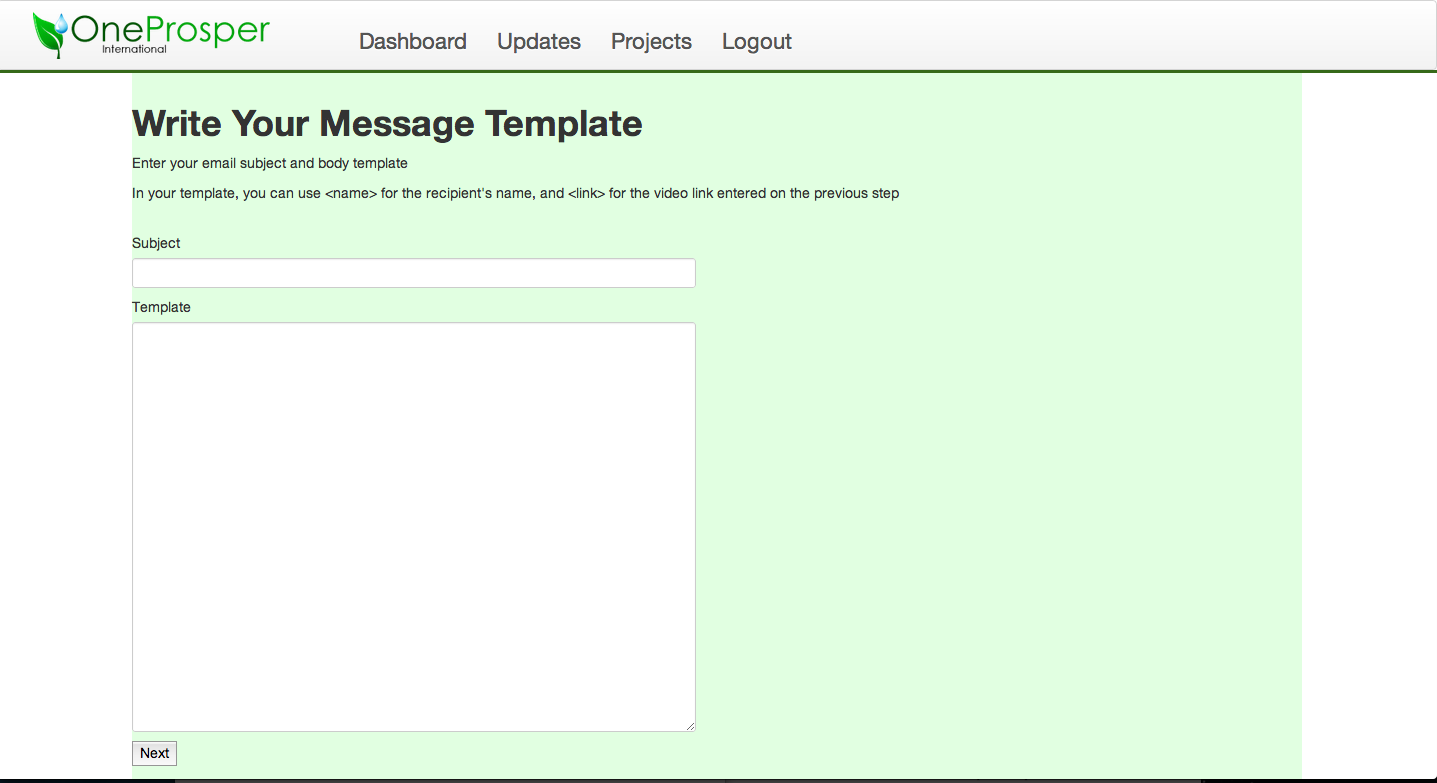 OneProsper
International
Dashboard Updates Projects Logout
Write Your Message Template
Enter your email subject and body template
In your template, you can use <name> for the recipient's name, and <link> for the video link entered on the previous step
Subject
Template
Next